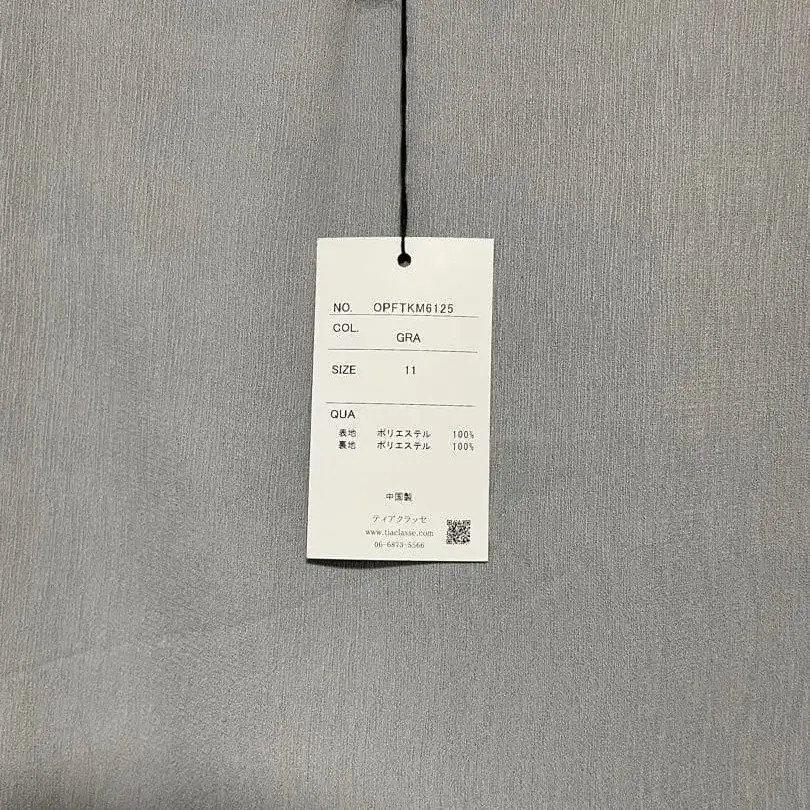 NO. OPFTKM6125
COL. GRA
SIZE 11
QUA
表地 ポリエステル 100%
裏地 ポリエステル 100%
中国製
ティアクラッセ
www.tiaclasse.com
06-6873-5566